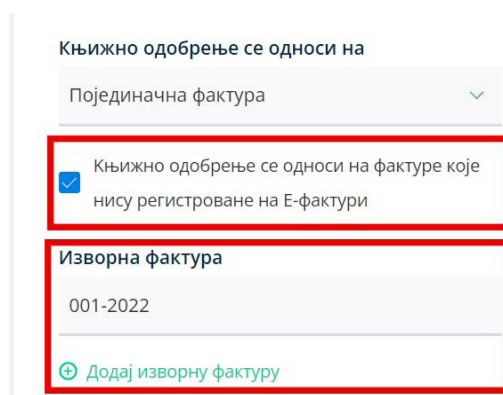 Књижно одобрење се односи на
Појединачна фактура
Књижно одобрење се односи на фактуре које
нису регистроване на Е-фактури
Изворна фактура
001-2022
Додај изворну фактуру